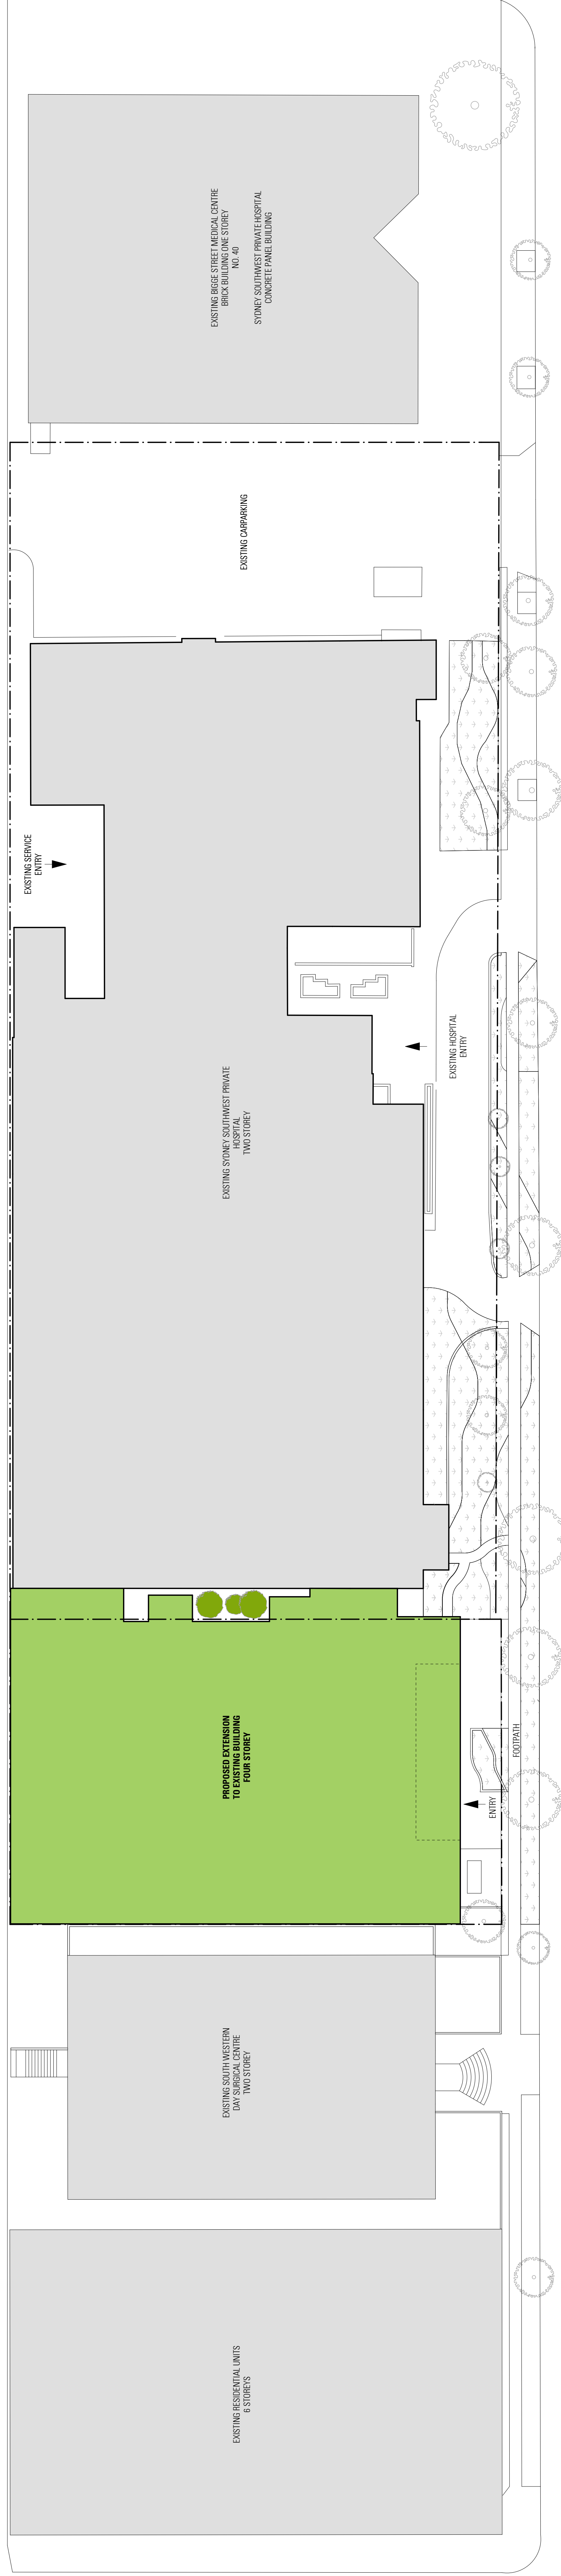 EXISTING BIGGE STREET MEDICAL CENTRE
BRICK BUILDING ONE STOREY
NO. 40
SYDNEY SOUTHWEST PRIVATE HOSPITAL
CONCRETE PANEL BUILDING
EXISTING CARPARKING
EXISTING SERVICE
ENTRY
EXISTING HOSPITAL
ENTRY
EXISTING SYDNEY SOUTHWEST PRIVATE
HOSPITAL
TWO STOREY
PROPOSED EXTENSION
TO EXISTING BUILDING
FOUR STOREY
FOOTPATH
ENTRY
EXISTING SOUTH WESTERN
DAY SURGICAL CENTRE
TWO STOREY
EXISTING RESIDENTIAL UNITS
6 STOREYS